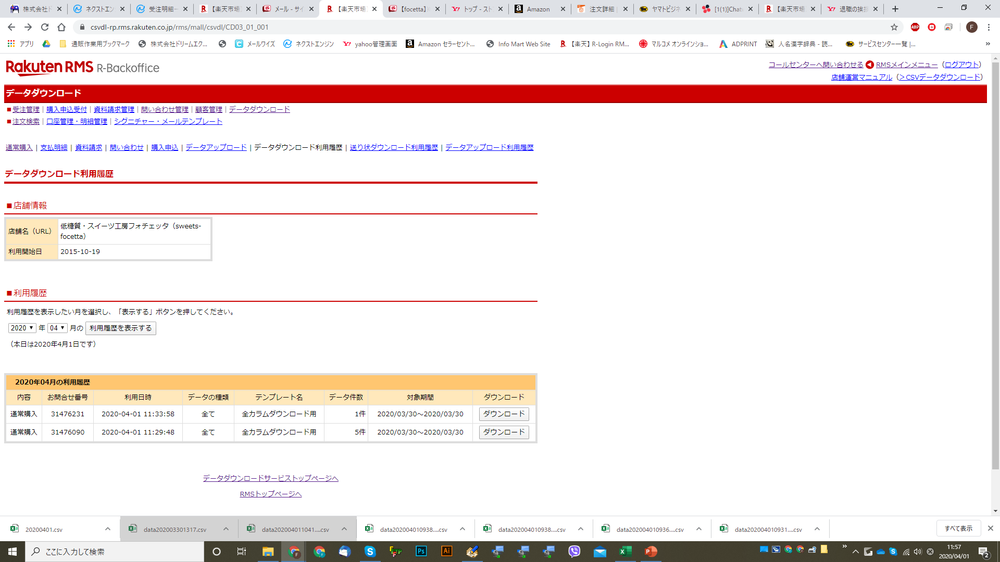 株式会社ド ネクストエン 受注明細一 【楽天市場 メール - サイ 【楽天市場 【focetta】 トップ - スト Amazon 注文詳細 ヤマトビジネ [1(1)]Chat 【楽天市場 退職の挨拶
csvdl-rp.rms.rakuten.co.jp/rms/mall/csvdl/CD03_01_001 ABP F
アプリ 通販作業用ブックマーク 株式会社ドリームエク... メールワイズ ネクストエンジン yahoo管理画面 Amazon セラーセント... Info Mart Web Site 【楽天】R-Login RM... マルコメ オンラインショ... ADPRINT 人名漢字辞典 - 読... サービスセンター一覧 |... »
Rakuten RMS R-Backoffice
コールセンターへ問い合わせる RMSメインメニュー (ログアウト)
店舗運営マニュアル (>CSVデータダウンロード)
データダウンロード
■受注管理 | 購入申込受付 | 資料請求管理 | 問い合わせ管理 | 顧客管理 | データダウンロード
■注文検索 | 口座管理・明細管理 | シグニチャー・メールテンプレート
通常購入 | 支払明細 | 資料請求 | 問い合わせ | 購入申込 | データアップロード | データダウンロード利用履歴 | 送り状ダウンロード利用履歴 | データアップロード利用履歴
データダウンロード利用履歴
■店舗情報
店舗名（URL） 低糖質・スイーツ工房フォチェッタ（sweets-
focetta）
利用開始日 2015-10-19
■利用履歴
利用履歴を表示したい月を選択し、「表示する」ボタンを押してください。
2020 年 04 月の 利用履歴を表示する
（本日は2020年4月1日です）
2020年04月の利用履歴
内容 お問合せ番号 利用日時 データの種類 テンプレート名 データ件数 対象期間 ダウンロード
通常購入 31476231 2020-04-01 11:33:58 全て 全カラムダウンロード用 1件 2020/03/30～2020/03/30 ダウンロード
通常購入 31476090 2020-04-01 11:29:48 全て 全カラムダウンロード用 5件 2020/03/30～2020/03/30 ダウンロード
データダウンロードサービストップページへ
RMSトップページへ
20200401.csv data202003301317.csv data202004011041....csv data202004010938....csv data202004010938....csv data202004010936....csv data202004010931....csv すべて表示
ここに入力して検索 Ps Ai 11:57
2020/04/01 2